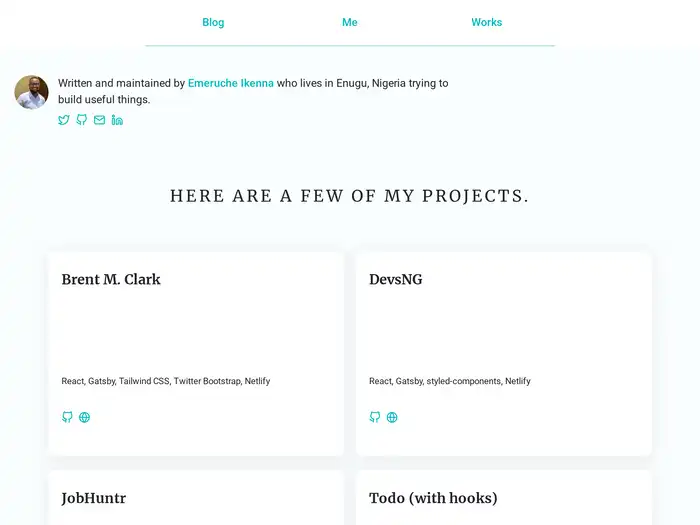 Blog
Me
Works
Written and maintained by Emeruche Ikenna who lives in Enugu, Nigeria trying to
build useful things.
HERE ARE A FEW OF MY PROJECTS.
Brent M. Clark
React, Gatsby, Tailwind CSS, Twitter Bootstrap, Netlify
DevsNG
React, Gatsby, styled-components, Netlify
JobHuntr
Todo (with hooks)